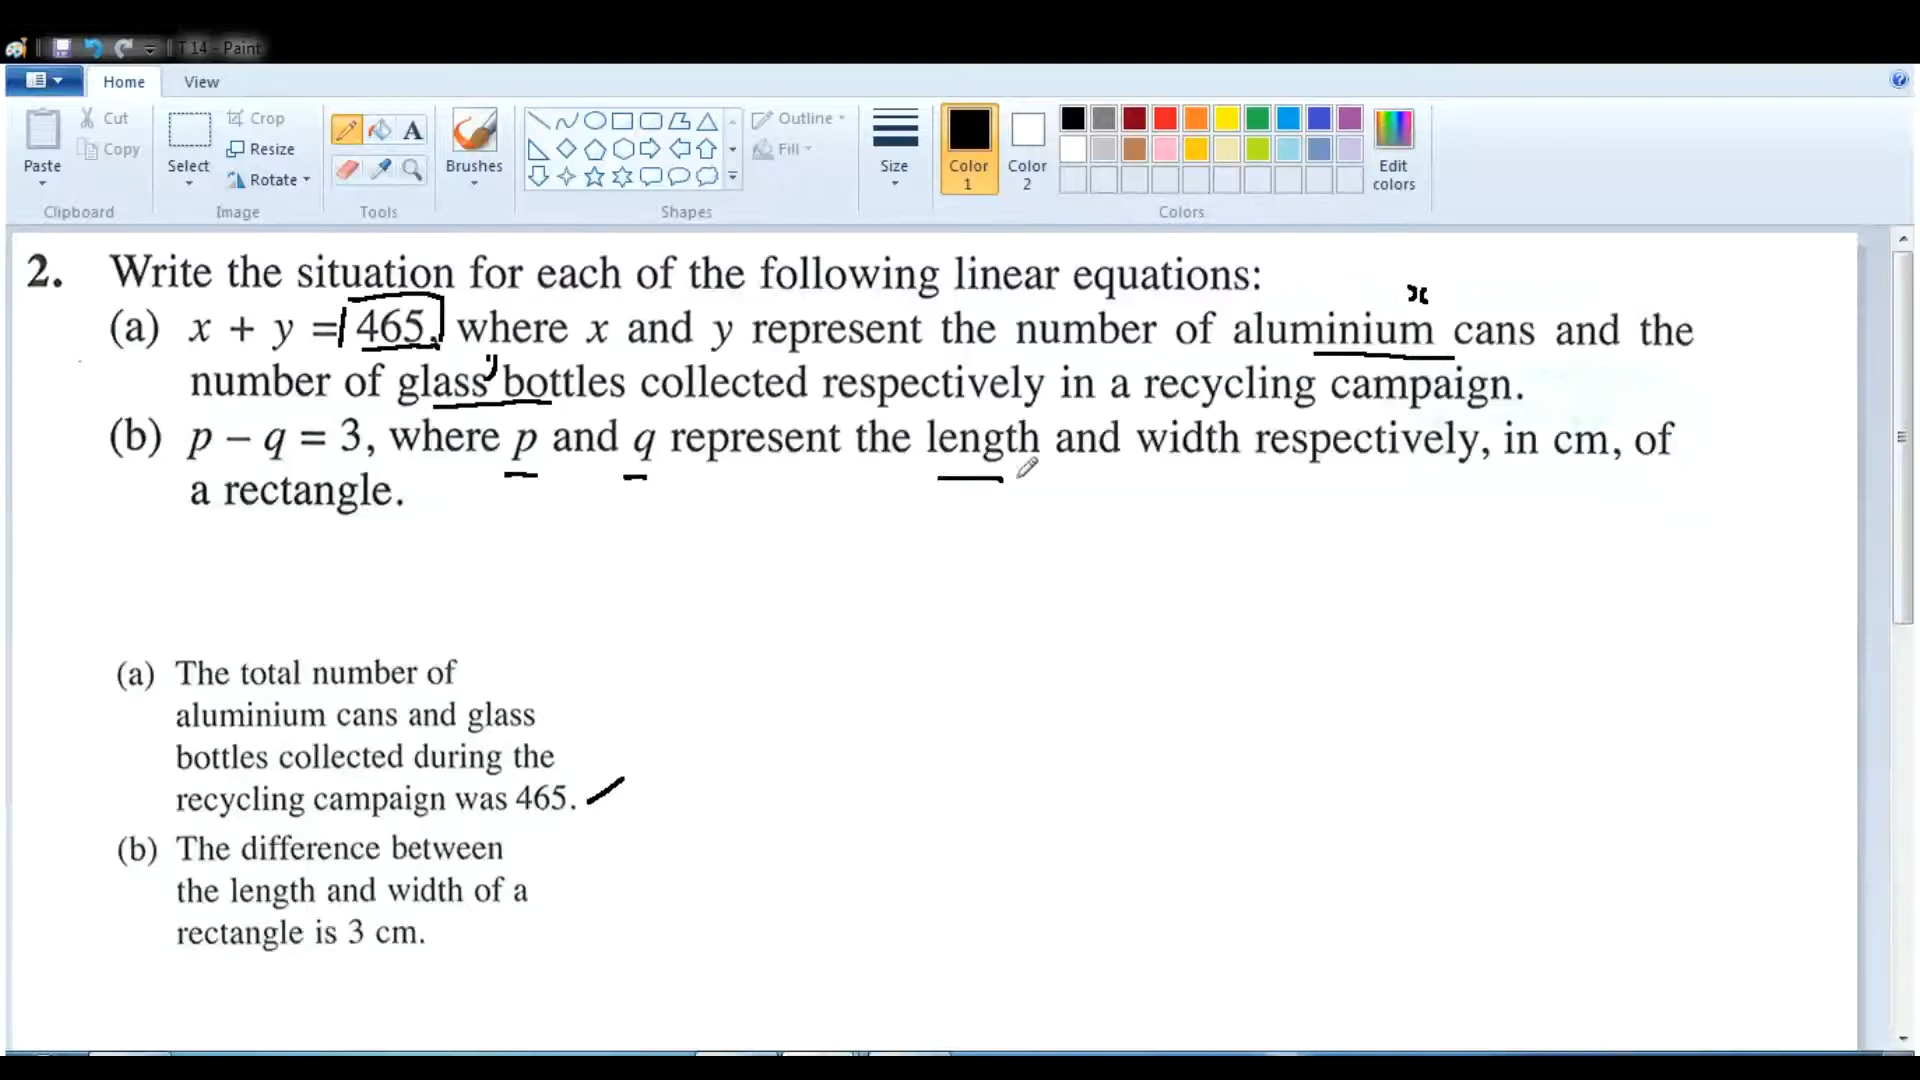 T 14 - Paint
Home View
Paste
Cut
Copy
Clipboard
Select
Crop
Resize
Rotate
Image
A
Tools
Brushes
Outline
Fill
Shapes
Size
Color 1
Color 2
Edit colors
Colors
2. Write the situation for each of the following linear equations:
x
(a) x + y = 465, where x and y represent the number of aluminium cans and the
number of glass bottles collected respectively in a recycling campaign.
(b) p – q = 3, where p and q represent the length and width respectively, in cm, of
a rectangle.
(a) The total number of
aluminium cans and glass
bottles collected during the
recycling campaign was 465.
(b) The difference between
the length and width of a
rectangle is 3 cm.